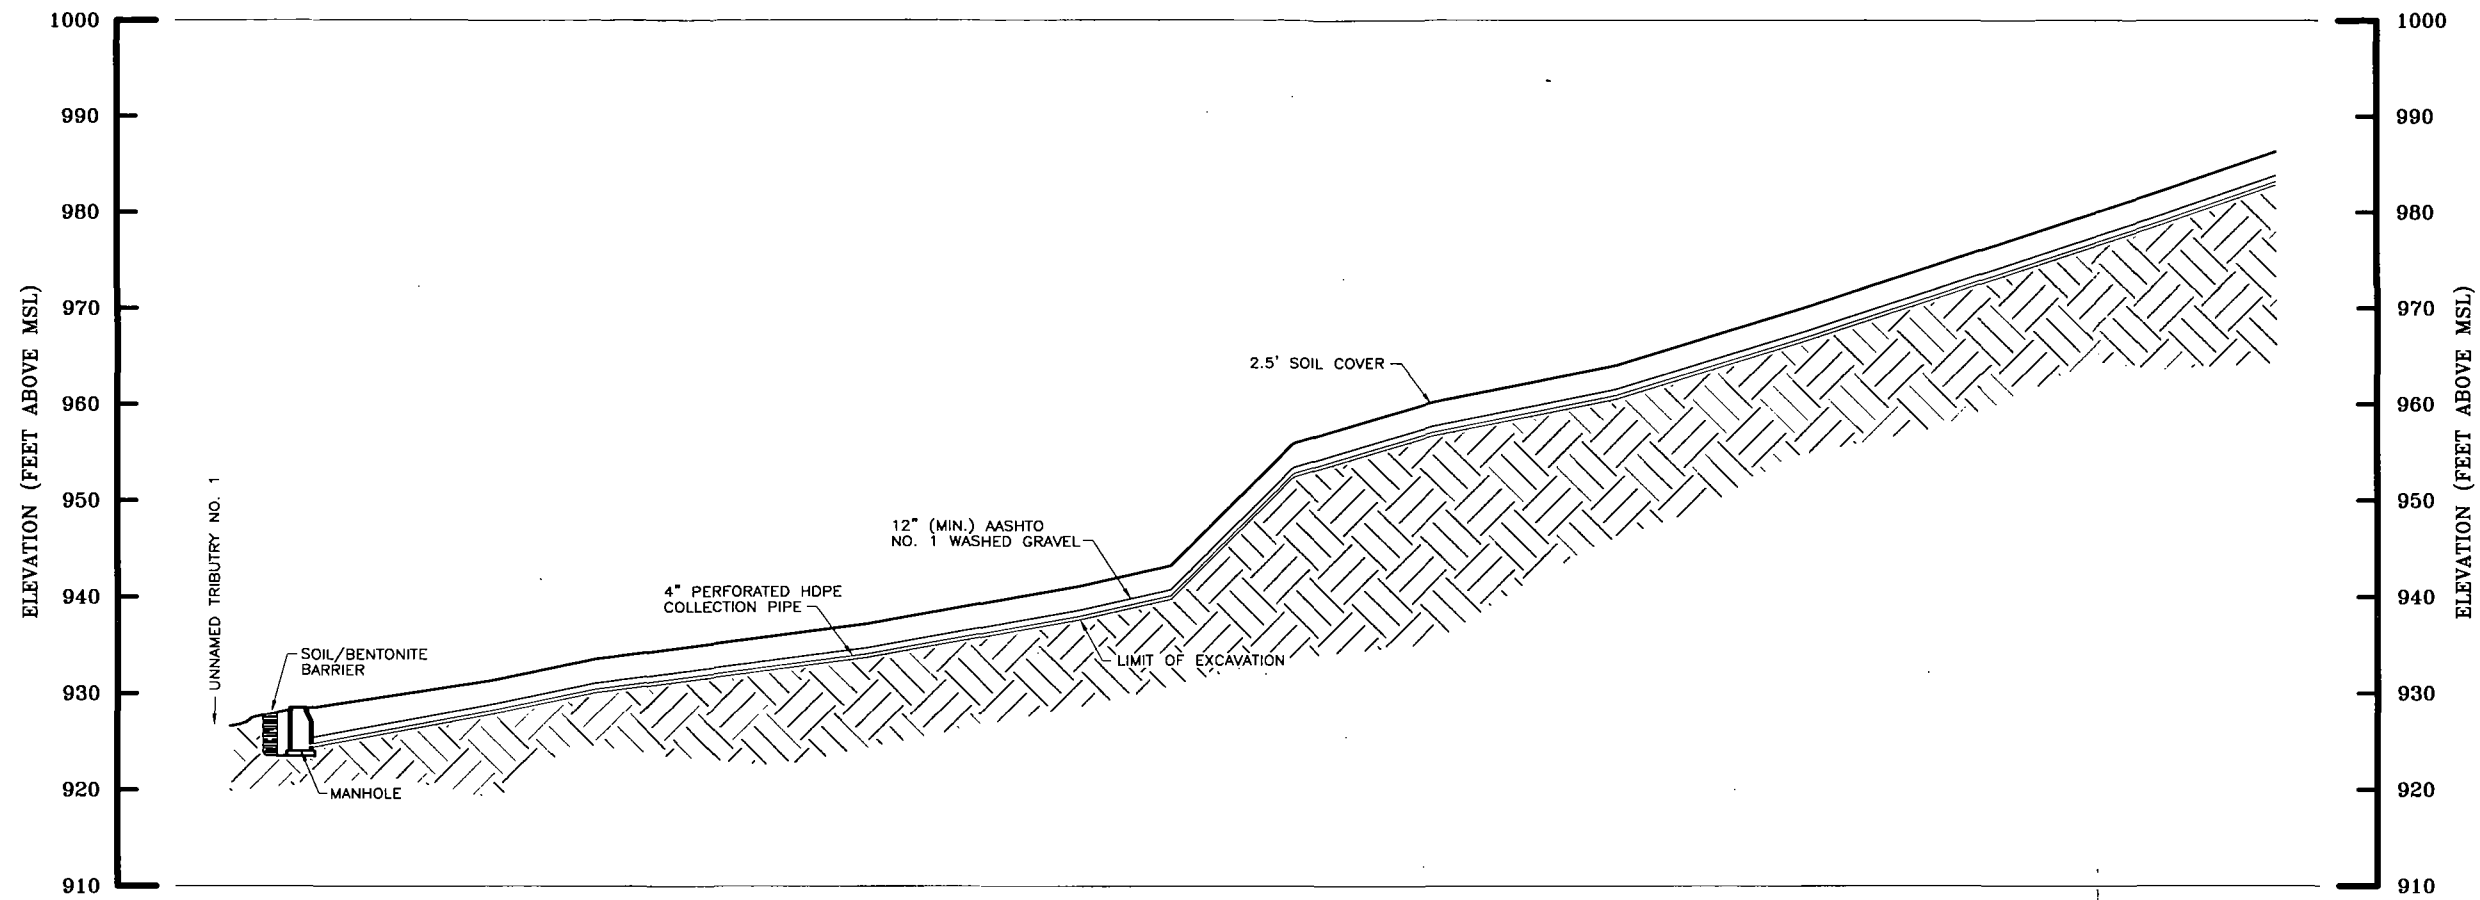 1000
990
980
970
960
950
940
930
920
910
ELEVATION (FEET ABOVE MSL)
UNNAMED TRIBUTRY NO. 1
SOIL/BENTONITE
BARRIER
MANHOLE
4" PERFORATED HDPE
COLLECTION PIPE
12" (MIN.) AASHTO
NO. 1 WASHED GRAVEL
LIMIT OF EXCAVATION
2.5' SOIL COVER
1000
990
980
970
960
950
940
930
920
910
ELEVATION (FEET ABOVE MSL)